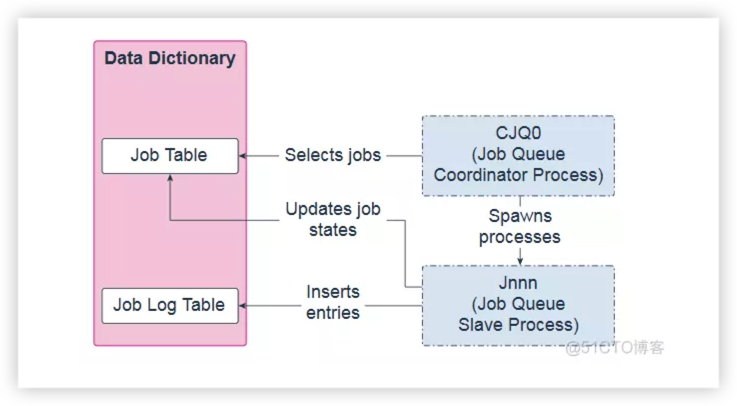 Data Dictionary
CJQ0
(Job Queue
Coordinator Process)
Job Table
Selects jobs
Updates job
states
Spawns
processes
Jnnn
(Job Queue
Slave Process)
Job Log Table
Inserts
entries
@51CTO博客